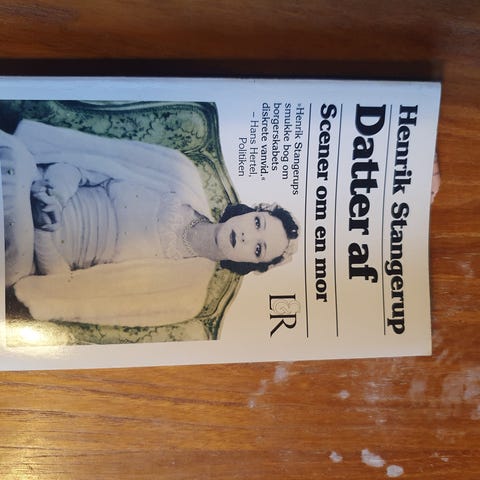 Henrik Stangerup
Datter af
Scener om en mor
»Henrik Stangerups
smukke bog om
borgerskabets
diskrete vanvid.«
– Hans Hertel,
Politiken
L&R